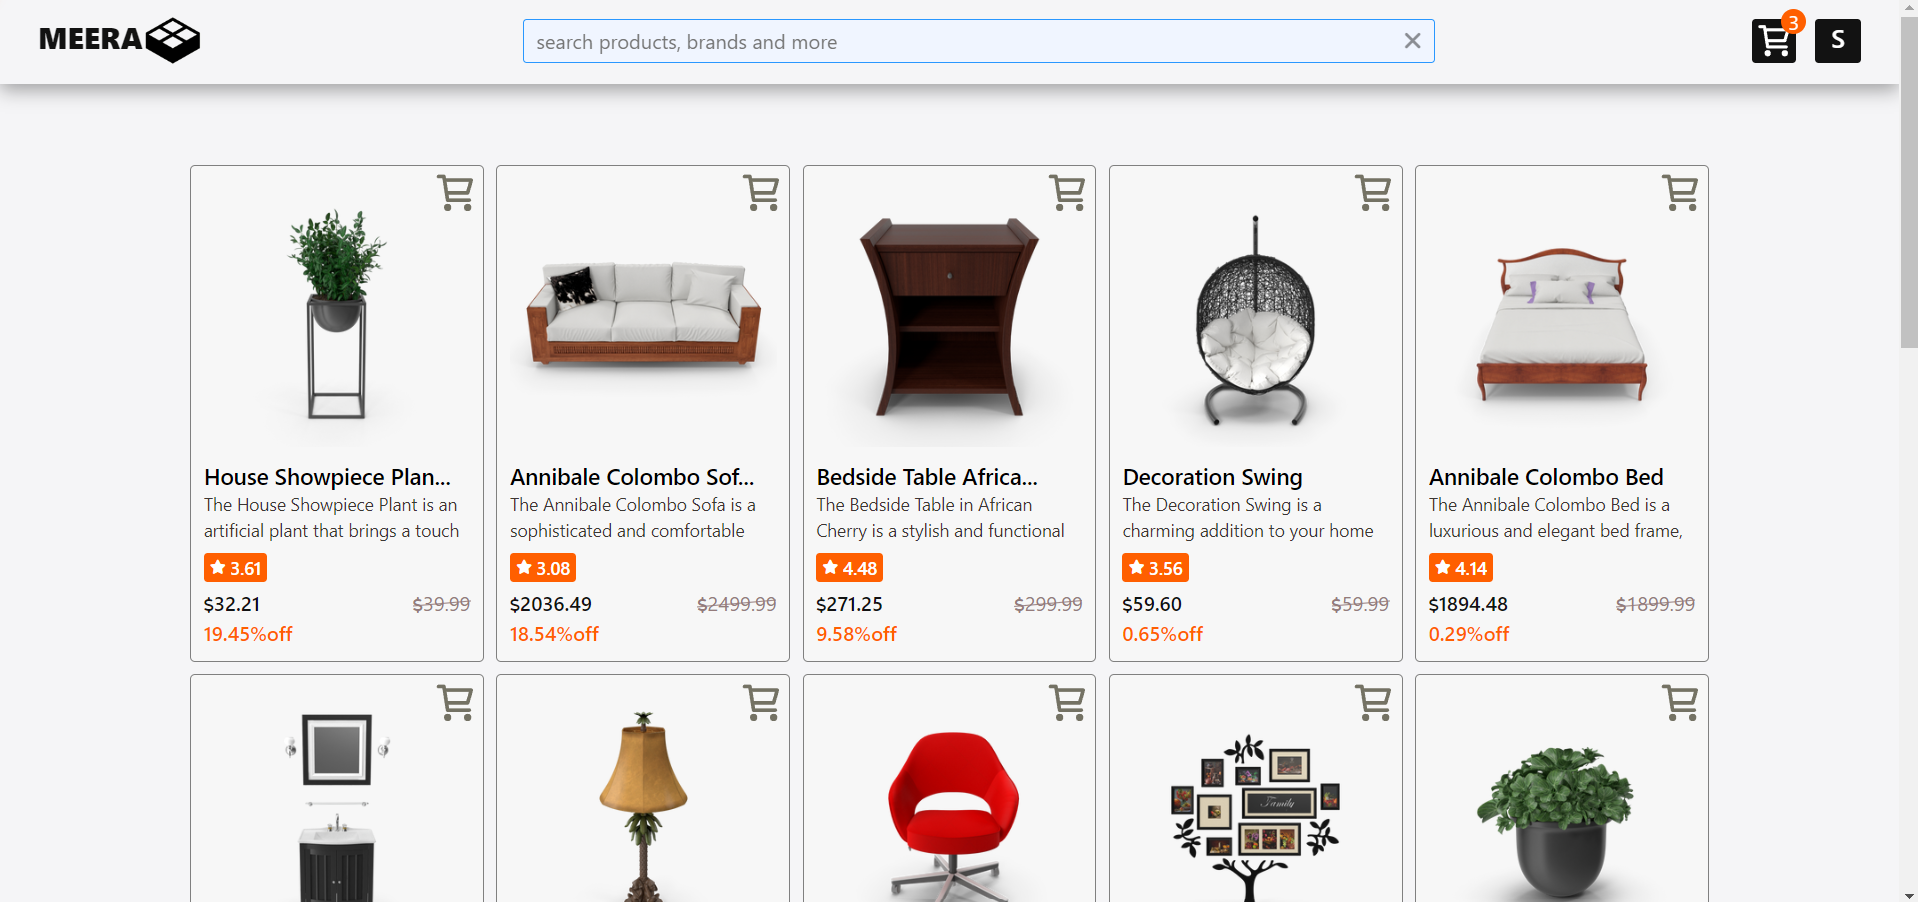 MEERA
search products, brands and more
3
S
House Showpiece Plan...
The House Showpiece Plant is an
artificial plant that brings a touch
3.61
$32.21 $39.99
19.45%off
Annibale Colombo Sof...
The Annibale Colombo Sofa is a
sophisticated and comfortable
3.08
$2036.49 $2499.99
18.54%off
Bedside Table Africa...
The Bedside Table in African
Cherry is a stylish and functional
4.48
$271.25 $299.99
9.58%off
Decoration Swing
The Decoration Swing is a
charming addition to your home
3.56
$59.60 $59.99
0.65%off
Annibale Colombo Bed
The Annibale Colombo Bed is a
luxurious and elegant bed frame,
4.14
$1894.48 $1899.99
0.29%off
Family